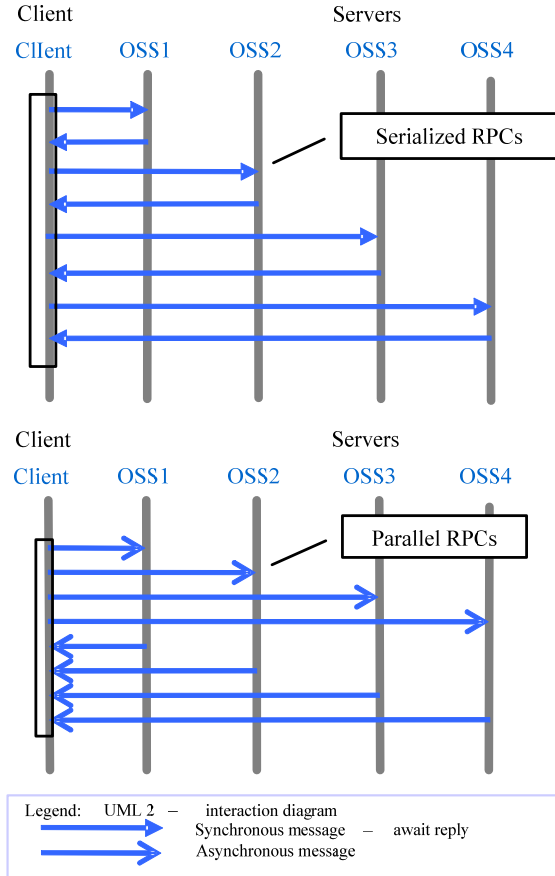 Client Servers
ClIent OSS1 OSS2 OSS3 OSS4
Serialized RPCs
Client Servers
Client OSS1 OSS2 OSS3 OSS4
Parallel RPCs
Legend: UML 2 – interaction diagram
Synchronous message – await reply
Asynchronous message